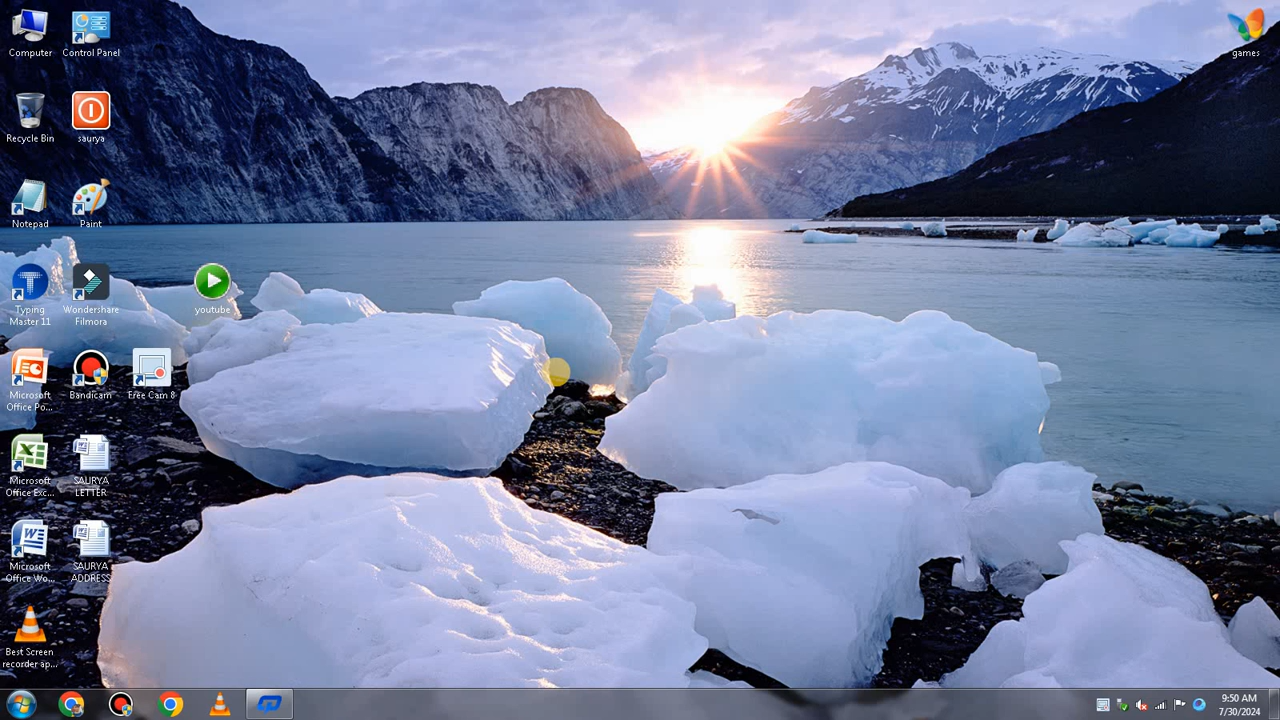 Computer
Control Panel
games
Recycle Bin
saurya
Notepad
Paint
Typing
Master 11
Wondershare
Filmora
youtube
Microsoft
Office Po...
Bandicam
Free Cam 8
Microsoft
Office Exc...
SAURYA
LETTER
Microsoft
Office Wo...
SAURYA
ADDRESS
Best Screen
recorder ap...
9:50 AM
7/30/2024